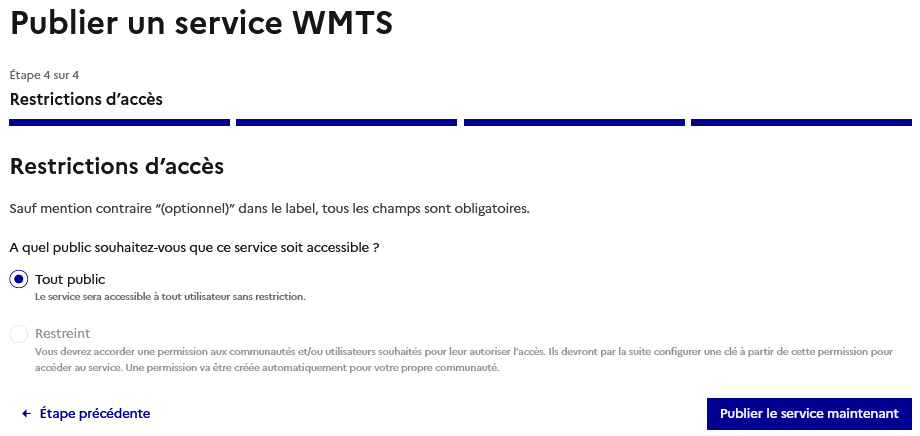 Publier un service WMTS
Étape 4 sur 4
Restrictions d’accès
Restrictions d’accès
Sauf mention contraire “(optionnel)” dans le label, tous les champs sont obligatoires.
A quel public souhaitez-vous que ce service soit accessible ?
Tout public
Le service sera accessible à tout utilisateur sans restriction.
Restreint
Vous devrez accorder une permission aux communautés et/ou utilisateurs souhaités pour leur autoriser l’accès. Ils devront par la suite configurer une clé à partir de cette permission pour
accéder au service. Une permission va être créée automatiquement pour votre propre communauté.
← Étape précédente
Publier le service maintenant